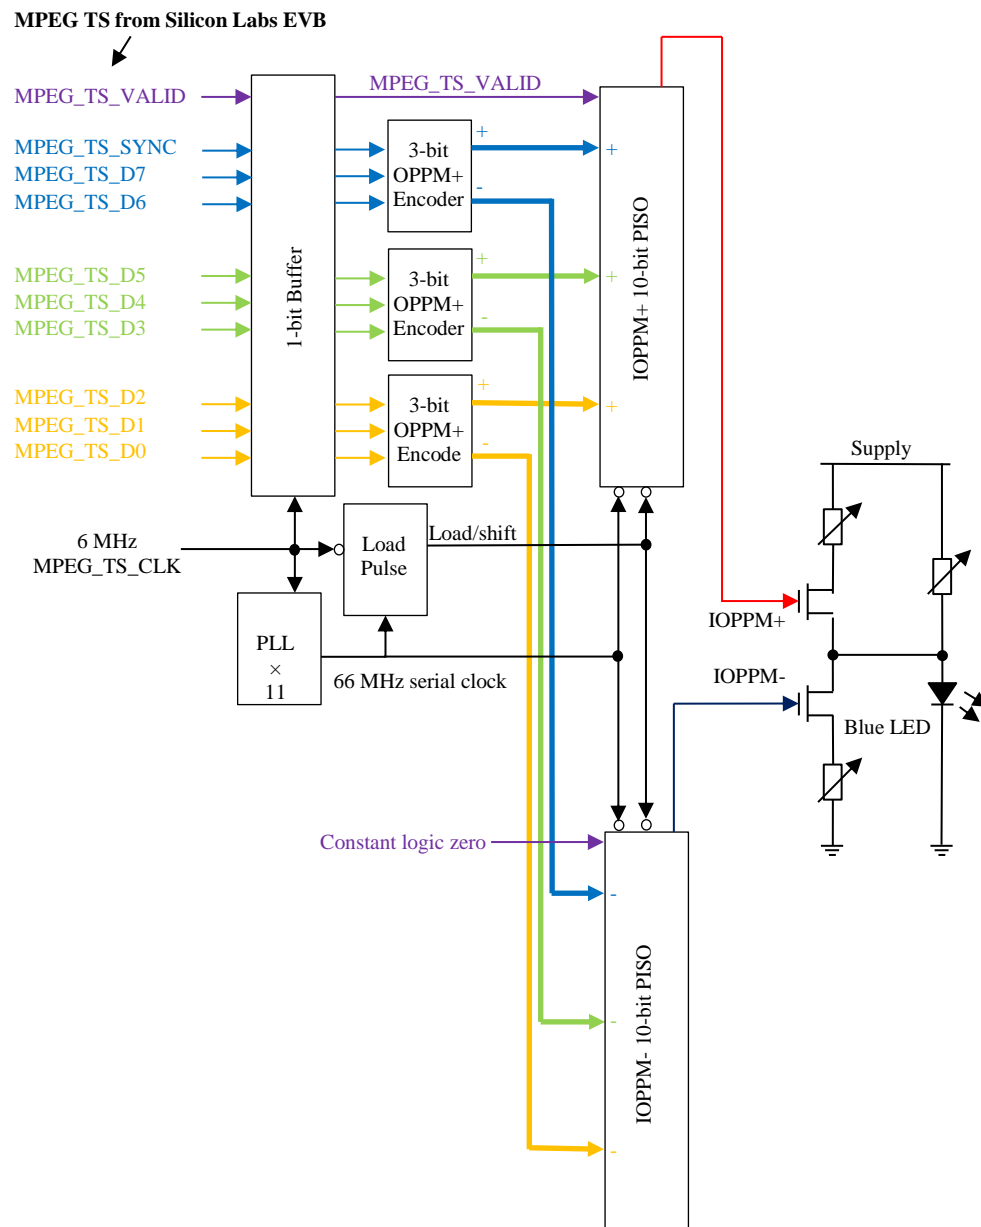 MPEG TS from Silicon Labs EVB
MPEG_TS_VALID
MPEG_TS_VALID
MPEG_TS_SYNC
MPEG_TS_D7
MPEG_TS_D6
+
-
3-bit
OPPM+
Encoder
+
MPEG_TS_D5
MPEG_TS_D4
MPEG_TS_D3
+
-
3-bit
OPPM+
Encoder
+
1-bit Buffer
IOPPM+ 10-bit PISO
MPEG_TS_D2
MPEG_TS_D1
MPEG_TS_D0
+
-
3-bit
OPPM+
Encode
+
6 MHz
MPEG_TS_CLK
Load
Pulse
Load/shift
PLL
×
11
66 MHz serial clock
Supply
IOPPM+
IOPPM-
Blue LED
Constant logic zero
-
-
-
IOPPM- 10-bit PISO